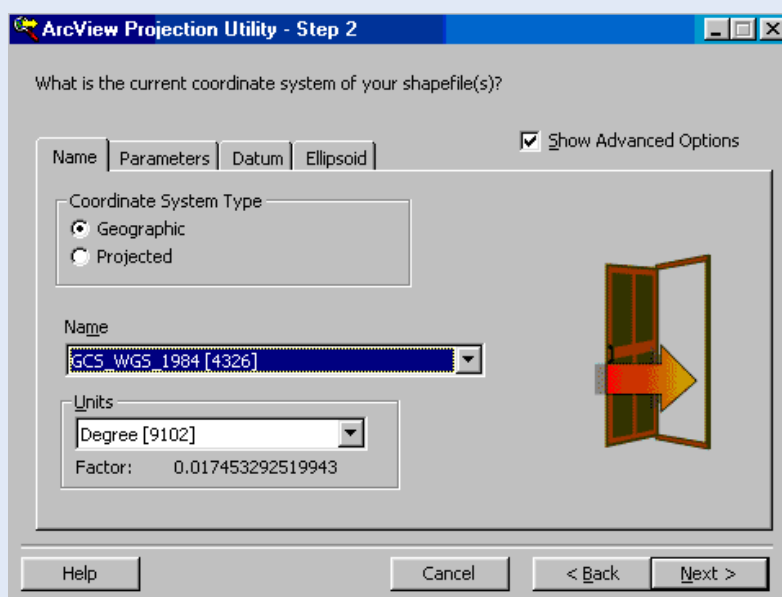 ArcView Projection Utility - Step 2
What is the current coordinate system of your shapefile(s)?
Show Advanced Options
Name Parameters Datum Ellipsoid
Coordinate System Type
Geographic
Projected
Name
GCS_WGS_1984 [4326]
Units
Degree [9102]
Factor: 0.017453292519943
Help Cancel < Back Next >